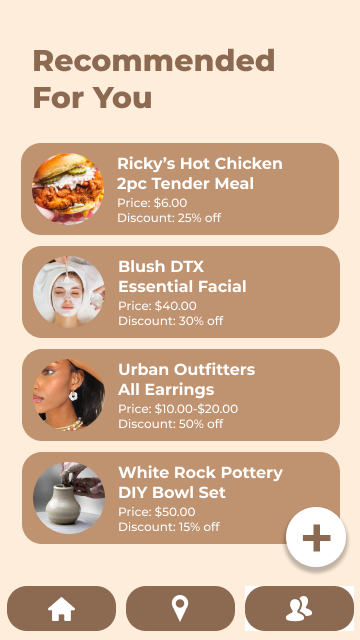 Recommended
For You
Ricky's Hot Chicken
2pc Tender Meal
Price: $6.00
Discount: 25% off
Blush DTX
Essential Facial
Price: $40.00
Discount: 30% off
Urban Outfitters
All Earrings
Price: $10.00-$20.00
Discount: 50% off
White Rock Pottery
DIY Bowl Set
Price: $50.00
Discount: 15% off